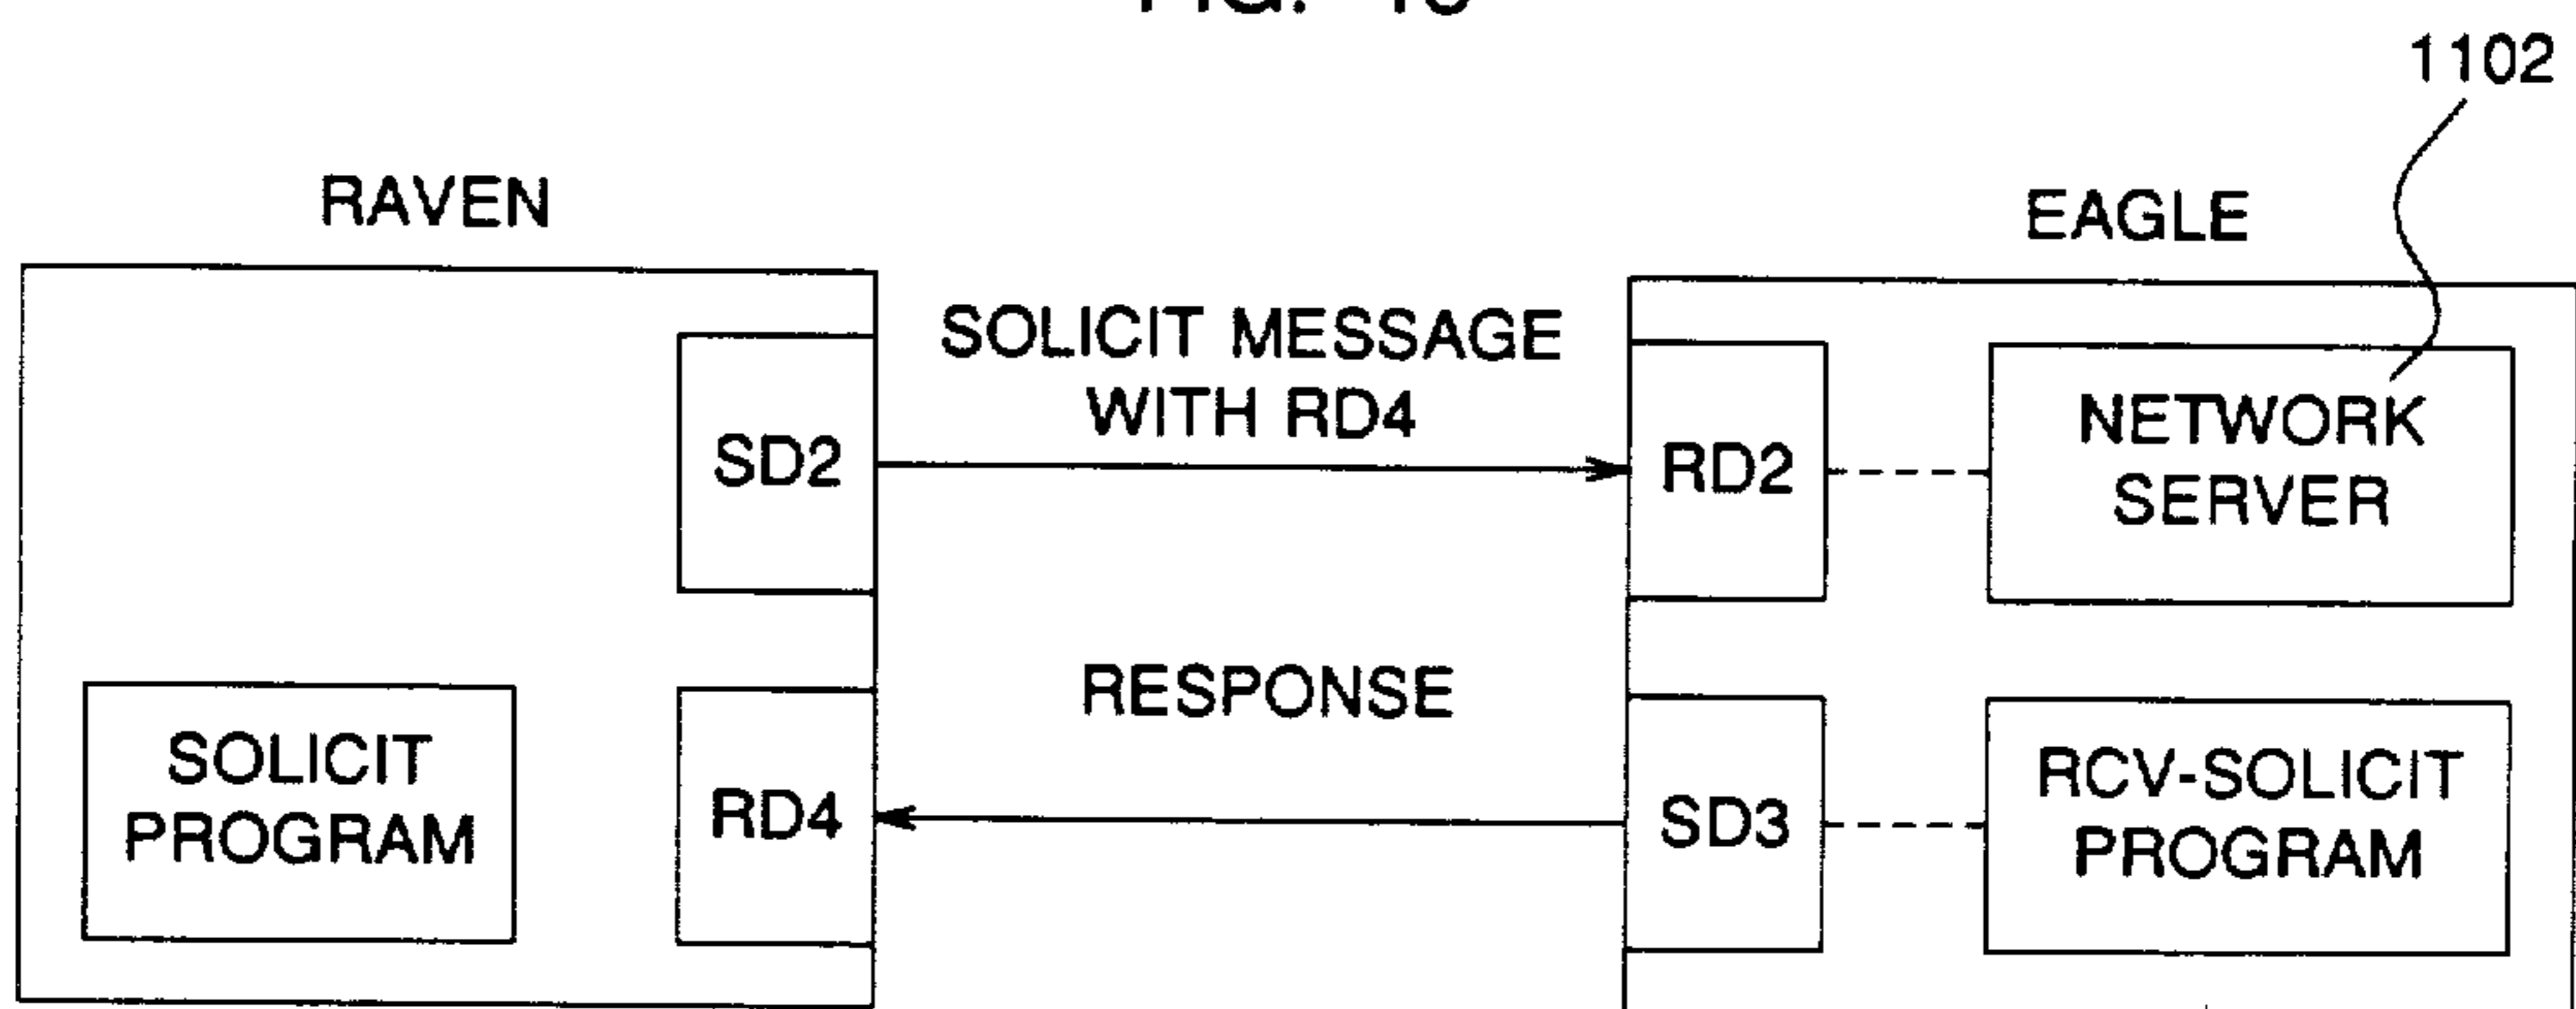 1102
RAVEN
EAGLE
SOLICIT MESSAGE
WITH RD4
SD2
RD2
NETWORK
SERVER
RESPONSE
SOLICIT
PROGRAM
RD4
SD3
RCV-SOLICIT
PROGRAM